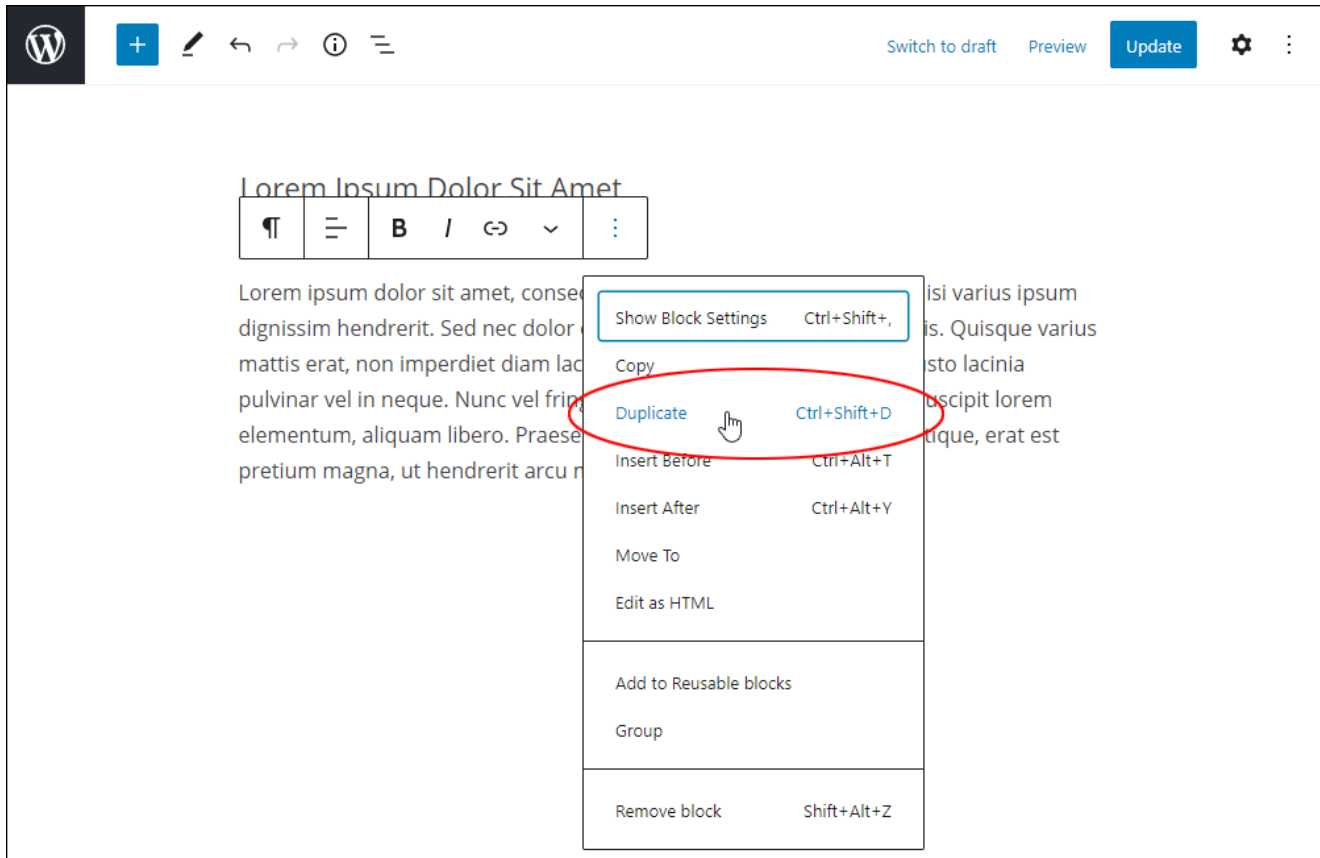 Switch to draft Preview Update
Lorem Ipsum Dolor Sit Amet
B I
Lorem ipsum dolor sit amet, isi varius ipsum
dignissim hendrerit. Sed nec dolor is. Quisque varius
mattis erat, non imperdiet diam lac sto lacinia
pulvinar vel in neque. Nunc vel fring uscipit lorem
elementum, aliquam libero. Praese tique, erat est
pretium magna, ut hendrerit arcu
Show Block Settings Ctrl+Shift+,
Copy
Duplicate Ctrl+Shift+D
Insert Before Ctrl+Alt+T
Insert After Ctrl+Alt+Y
Move To
Edit as HTML
Add to Reusable blocks
Group
Remove block Shift+Alt+Z